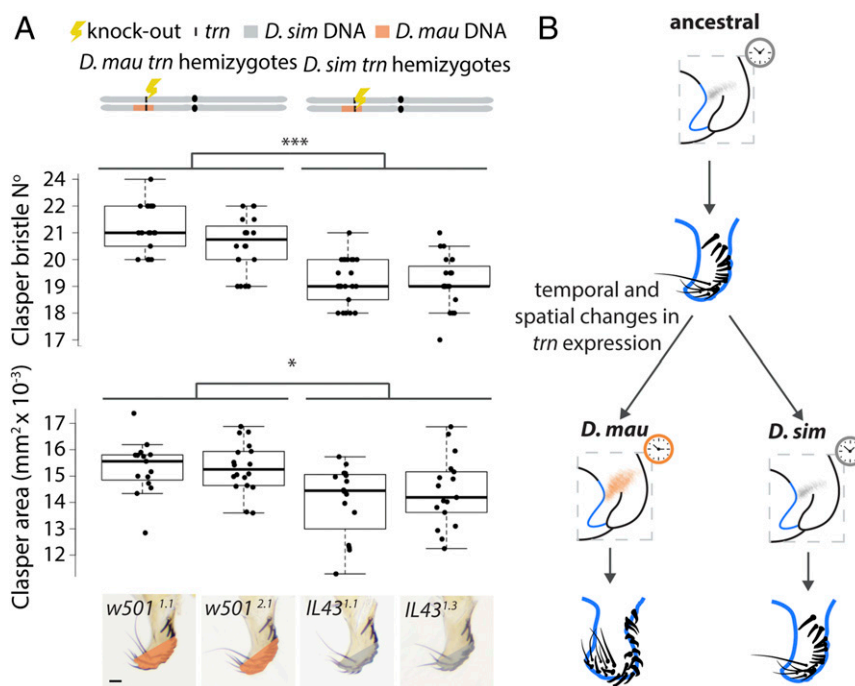 A
knock-out trn D. sim DNA D. mau DNA
D. mau trn hemizygotes D. sim trn hemizygotes
***
Clasper bristle Nº
24
22
21
20
19
18
17
*
Clasper area (mm² x 10⁻³)
17
16
15
14
13
12
w501 1.1 w501 2.1 IL43 1.1 IL43 1.3
B
ancestral
temporal and
spatial changes in
trn expression
D. mau D. sim